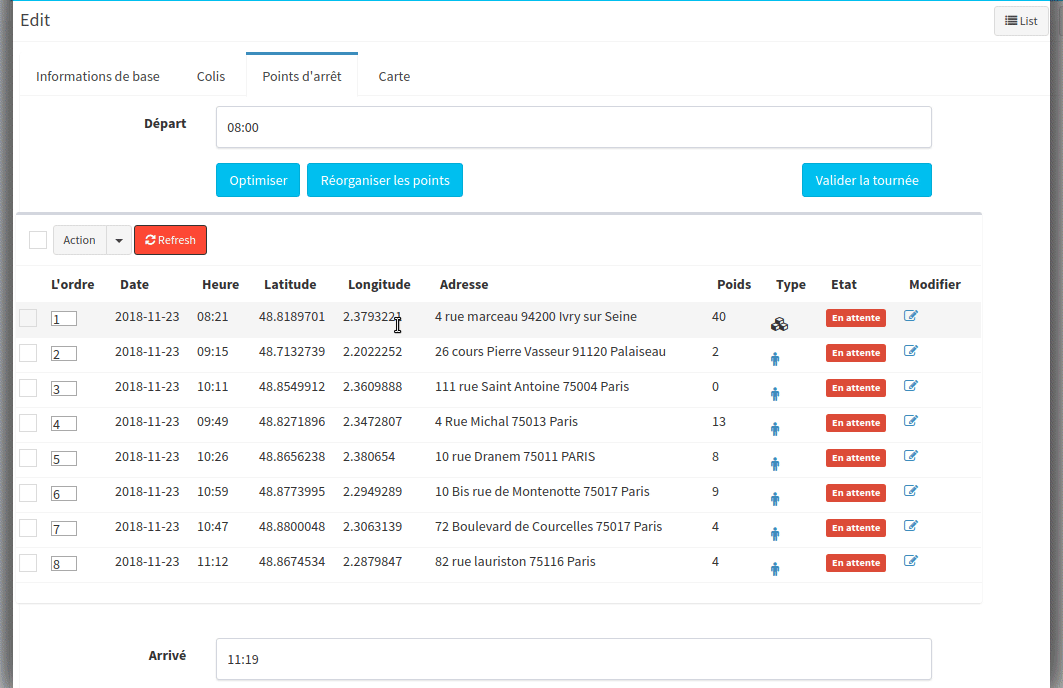 Edit
List
Informations de base Colis Points d'arrêt Carte
Départ 08:00
Optimiser Réorganiser les points Valider la tournée
Action Refresh
L'ordre Date Heure Latitude Longitude Adresse Poids Type Etat Modifier
1 2018-11-23 08:21 48.8189701 2.3793221 4 rue marceau 94200 Ivry sur Seine 40 En attente
2 2018-11-23 09:15 48.7132739 2.2022252 26 cours Pierre Vasseur 91120 Palaiseau 2 En attente
3 2018-11-23 10:11 48.8549912 2.3609888 111 rue Saint Antoine 75004 Paris 0 En attente
4 2018-11-23 09:49 48.8271896 2.3472807 4 Rue Michal 75013 Paris 13 En attente
5 2018-11-23 10:26 48.8656238 2.380654 10 rue Dranem 75011 PARIS 8 En attente
6 2018-11-23 10:59 48.8773995 2.2949289 10 Bis rue de Montenotte 75017 Paris 9 En attente
7 2018-11-23 10:47 48.8800048 2.3063139 72 Boulevard de Courcelles 75017 Paris 4 En attente
8 2018-11-23 11:12 48.8674534 2.2879847 82 rue lauriston 75116 Paris 4 En attente
Arrivé 11:19